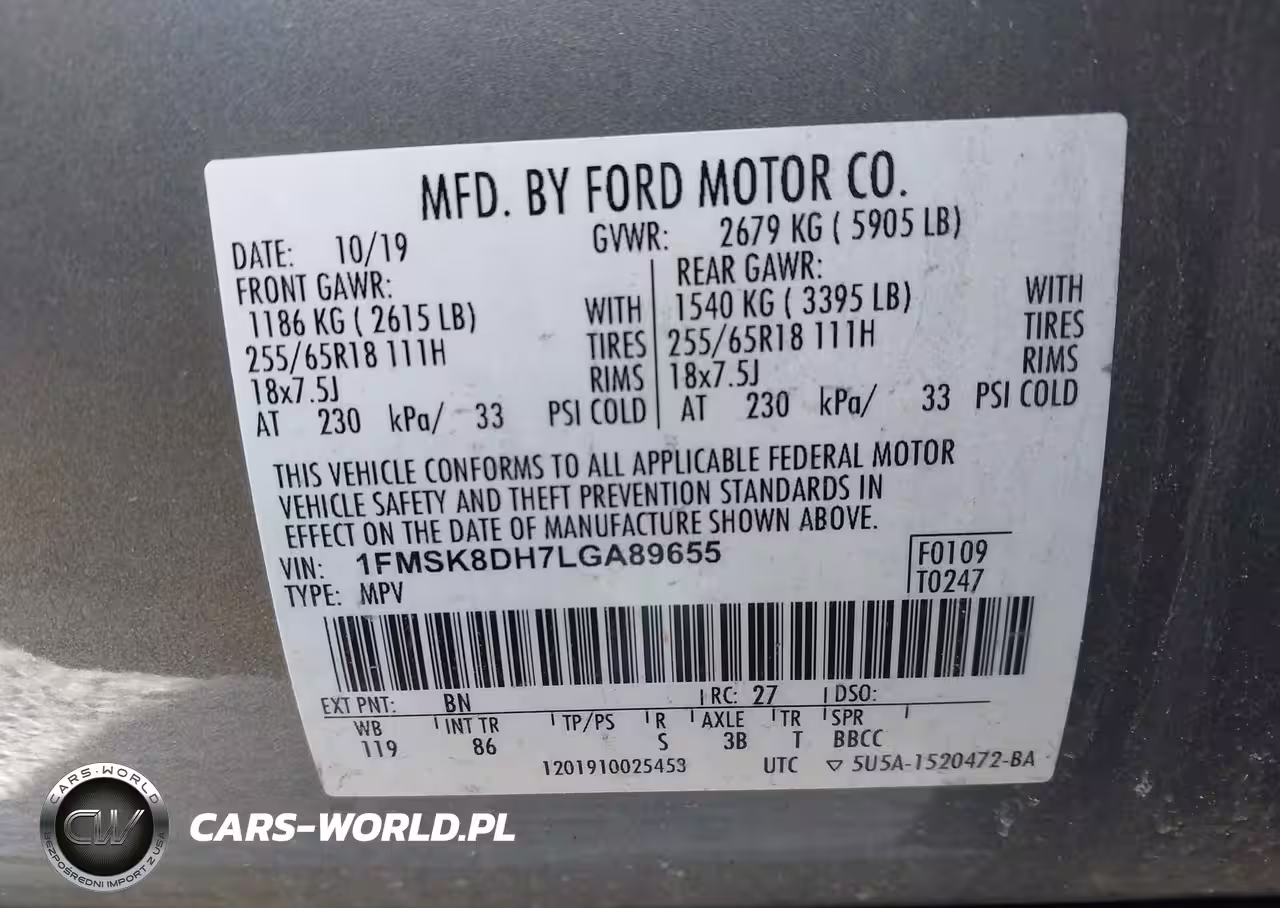 MFD. BY FORD MOTOR CO.
DATE: 10/19 GVWR: 2679 KG ( 5905 LB)
FRONT GAWR: REAR GAWR:
1186 KG ( 2615 LB) WITH 1540 KG ( 3395 LB) WITH
255/65R18 111H TIRES 255/65R18 111H TIRES
18x7.5J RIMS 18x7.5J RIMS
AT 230 kPa/ 33 PSI COLD AT 230 kPa/ 33 PSI COLD
THIS VEHICLE CONFORMS TO ALL APPLICABLE FEDERAL MOTOR
VEHICLE SAFETY AND THEFT PREVENTION STANDARDS IN
EFFECT ON THE DATE OF MANUFACTURE SHOWN ABOVE.
VIN: 1FMSK8DH7LGA89655 F0109
TYPE: MPV T0247
EXT PNT: BN RC: 27 DSO:
WB INT TR TP/PS R AXLE TR SPR
119 86 S 3B T BBCC
1201910025453 UTC ▽ 5U5A-1520472-BA
CARS-WORLD
CW
BEZPOŚREDNI IMPORT Z USA
CARS-WORLD.PL